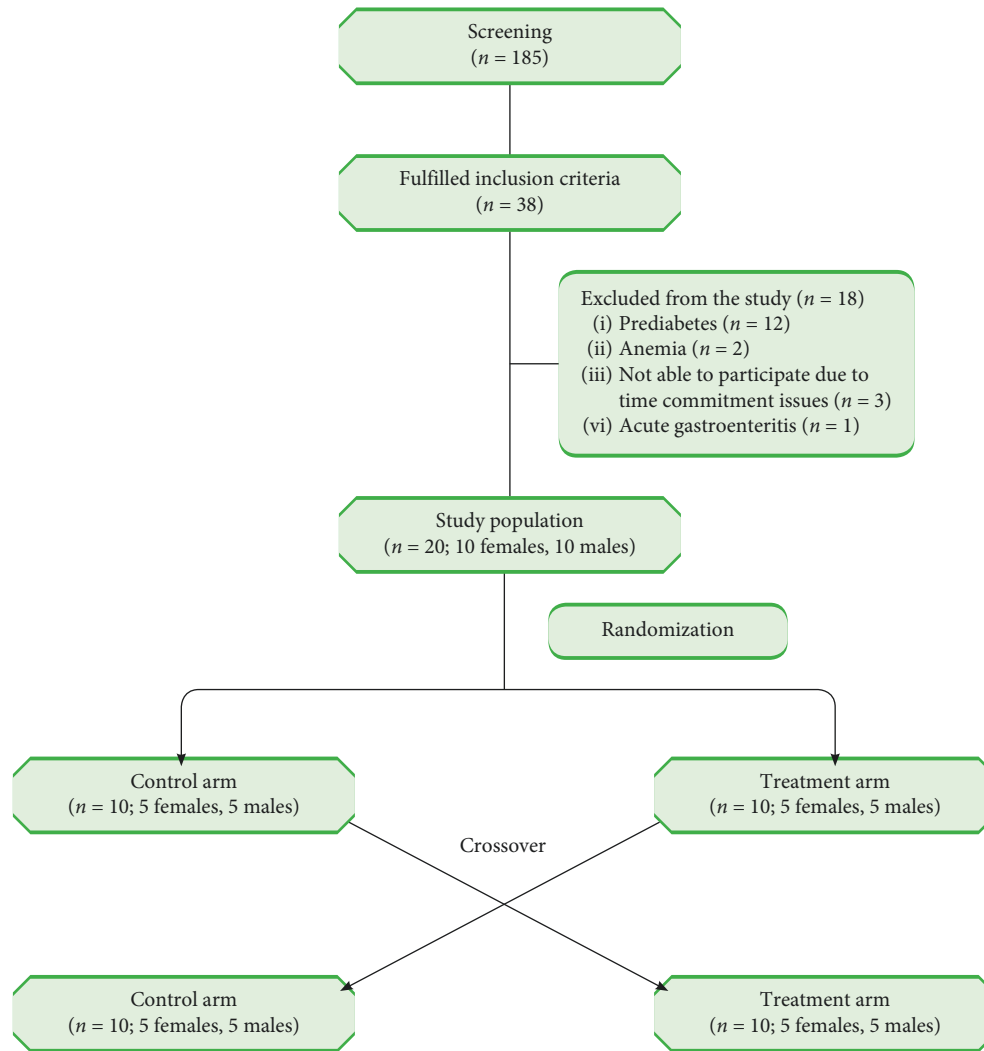 Screening
(n = 185)
Fulfilled inclusion criteria
(n = 38)
Excluded from the study (n = 18)
(i) Prediabetes (n = 12)
(ii) Anemia (n = 2)
(iii) Not able to participate due to
time commitment issues (n = 3)
(vi) Acute gastroenteritis (n = 1)
Study population
(n = 20; 10 females, 10 males)
Randomization
Control arm
(n = 10; 5 females, 5 males)
Treatment arm
(n = 10; 5 females, 5 males)
Crossover
Control arm
(n = 10; 5 females, 5 males)
Treatment arm
(n = 10; 5 females, 5 males)